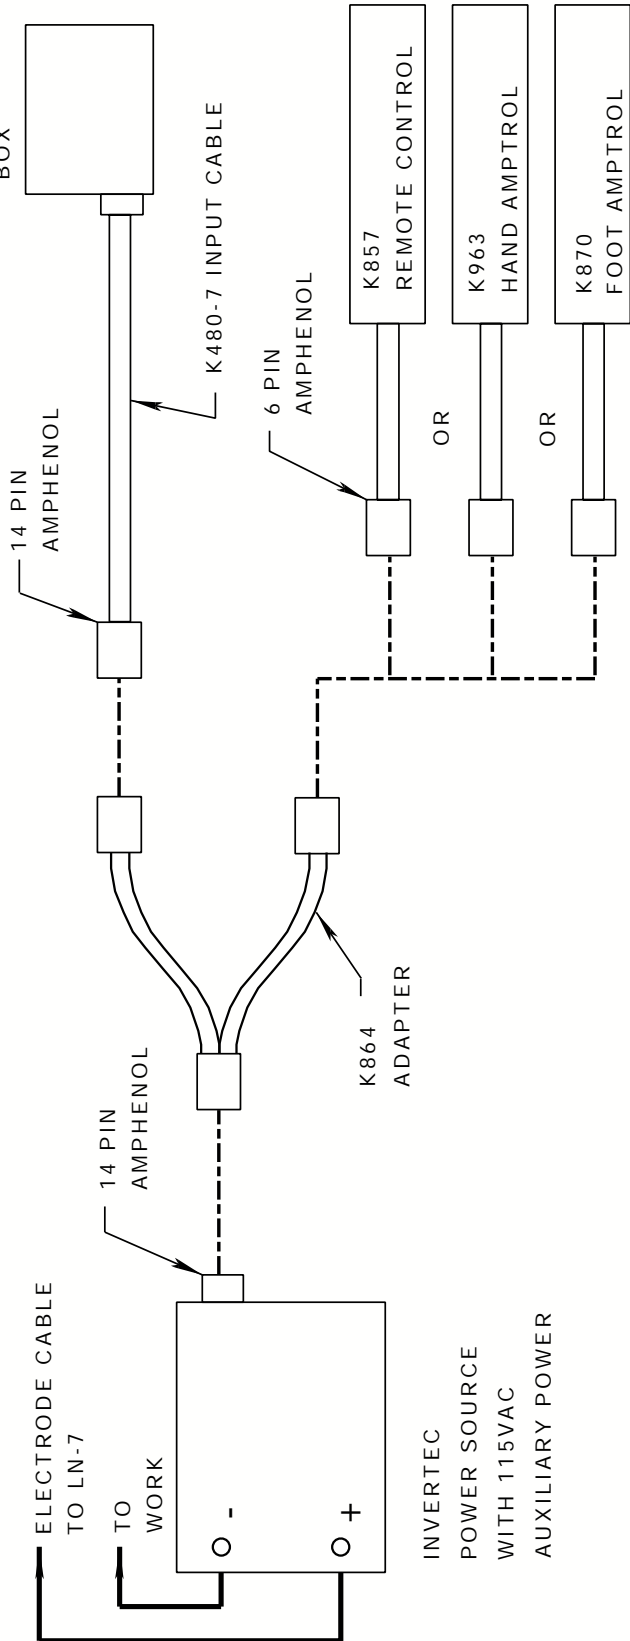 BOX
14 PIN
AMPHENOL
K480-7 INPUT CABLE
6 PIN
AMPHENOL
K857
REMOTE CONTROL
OR
K963
HAND AMPTROL
OR
K870
FOOT AMPTROL
K864
ADAPTER
14 PIN
AMPHENOL
ELECTRODE CABLE
TO LN-7
TO
WORK
-
+
INVERTEC
POWER SOURCE
WITH 115VAC
AUXILIARY POWER